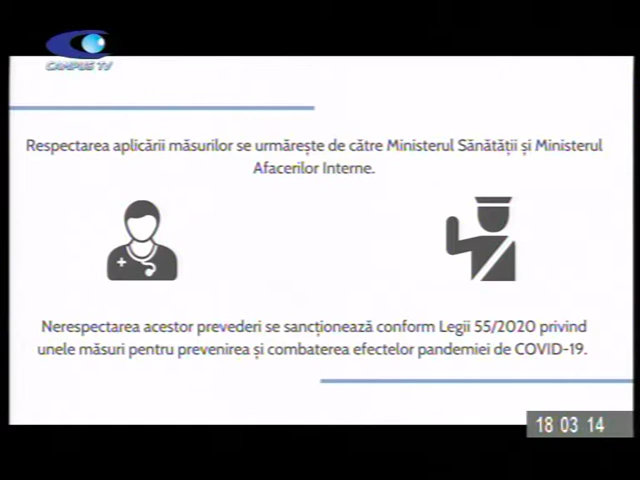 CAMPUS TV
Respectarea aplicării măsurilor se urmărește de către Ministerul Sănătății și Ministerul
Afacerilor Interne.
Nerespectarea acestor prevederi se sancționează conform Legii 55/2020 privind
unele măsuri pentru prevenirea și combaterea efectelor pandemiei de COVID-19.
18 03 14